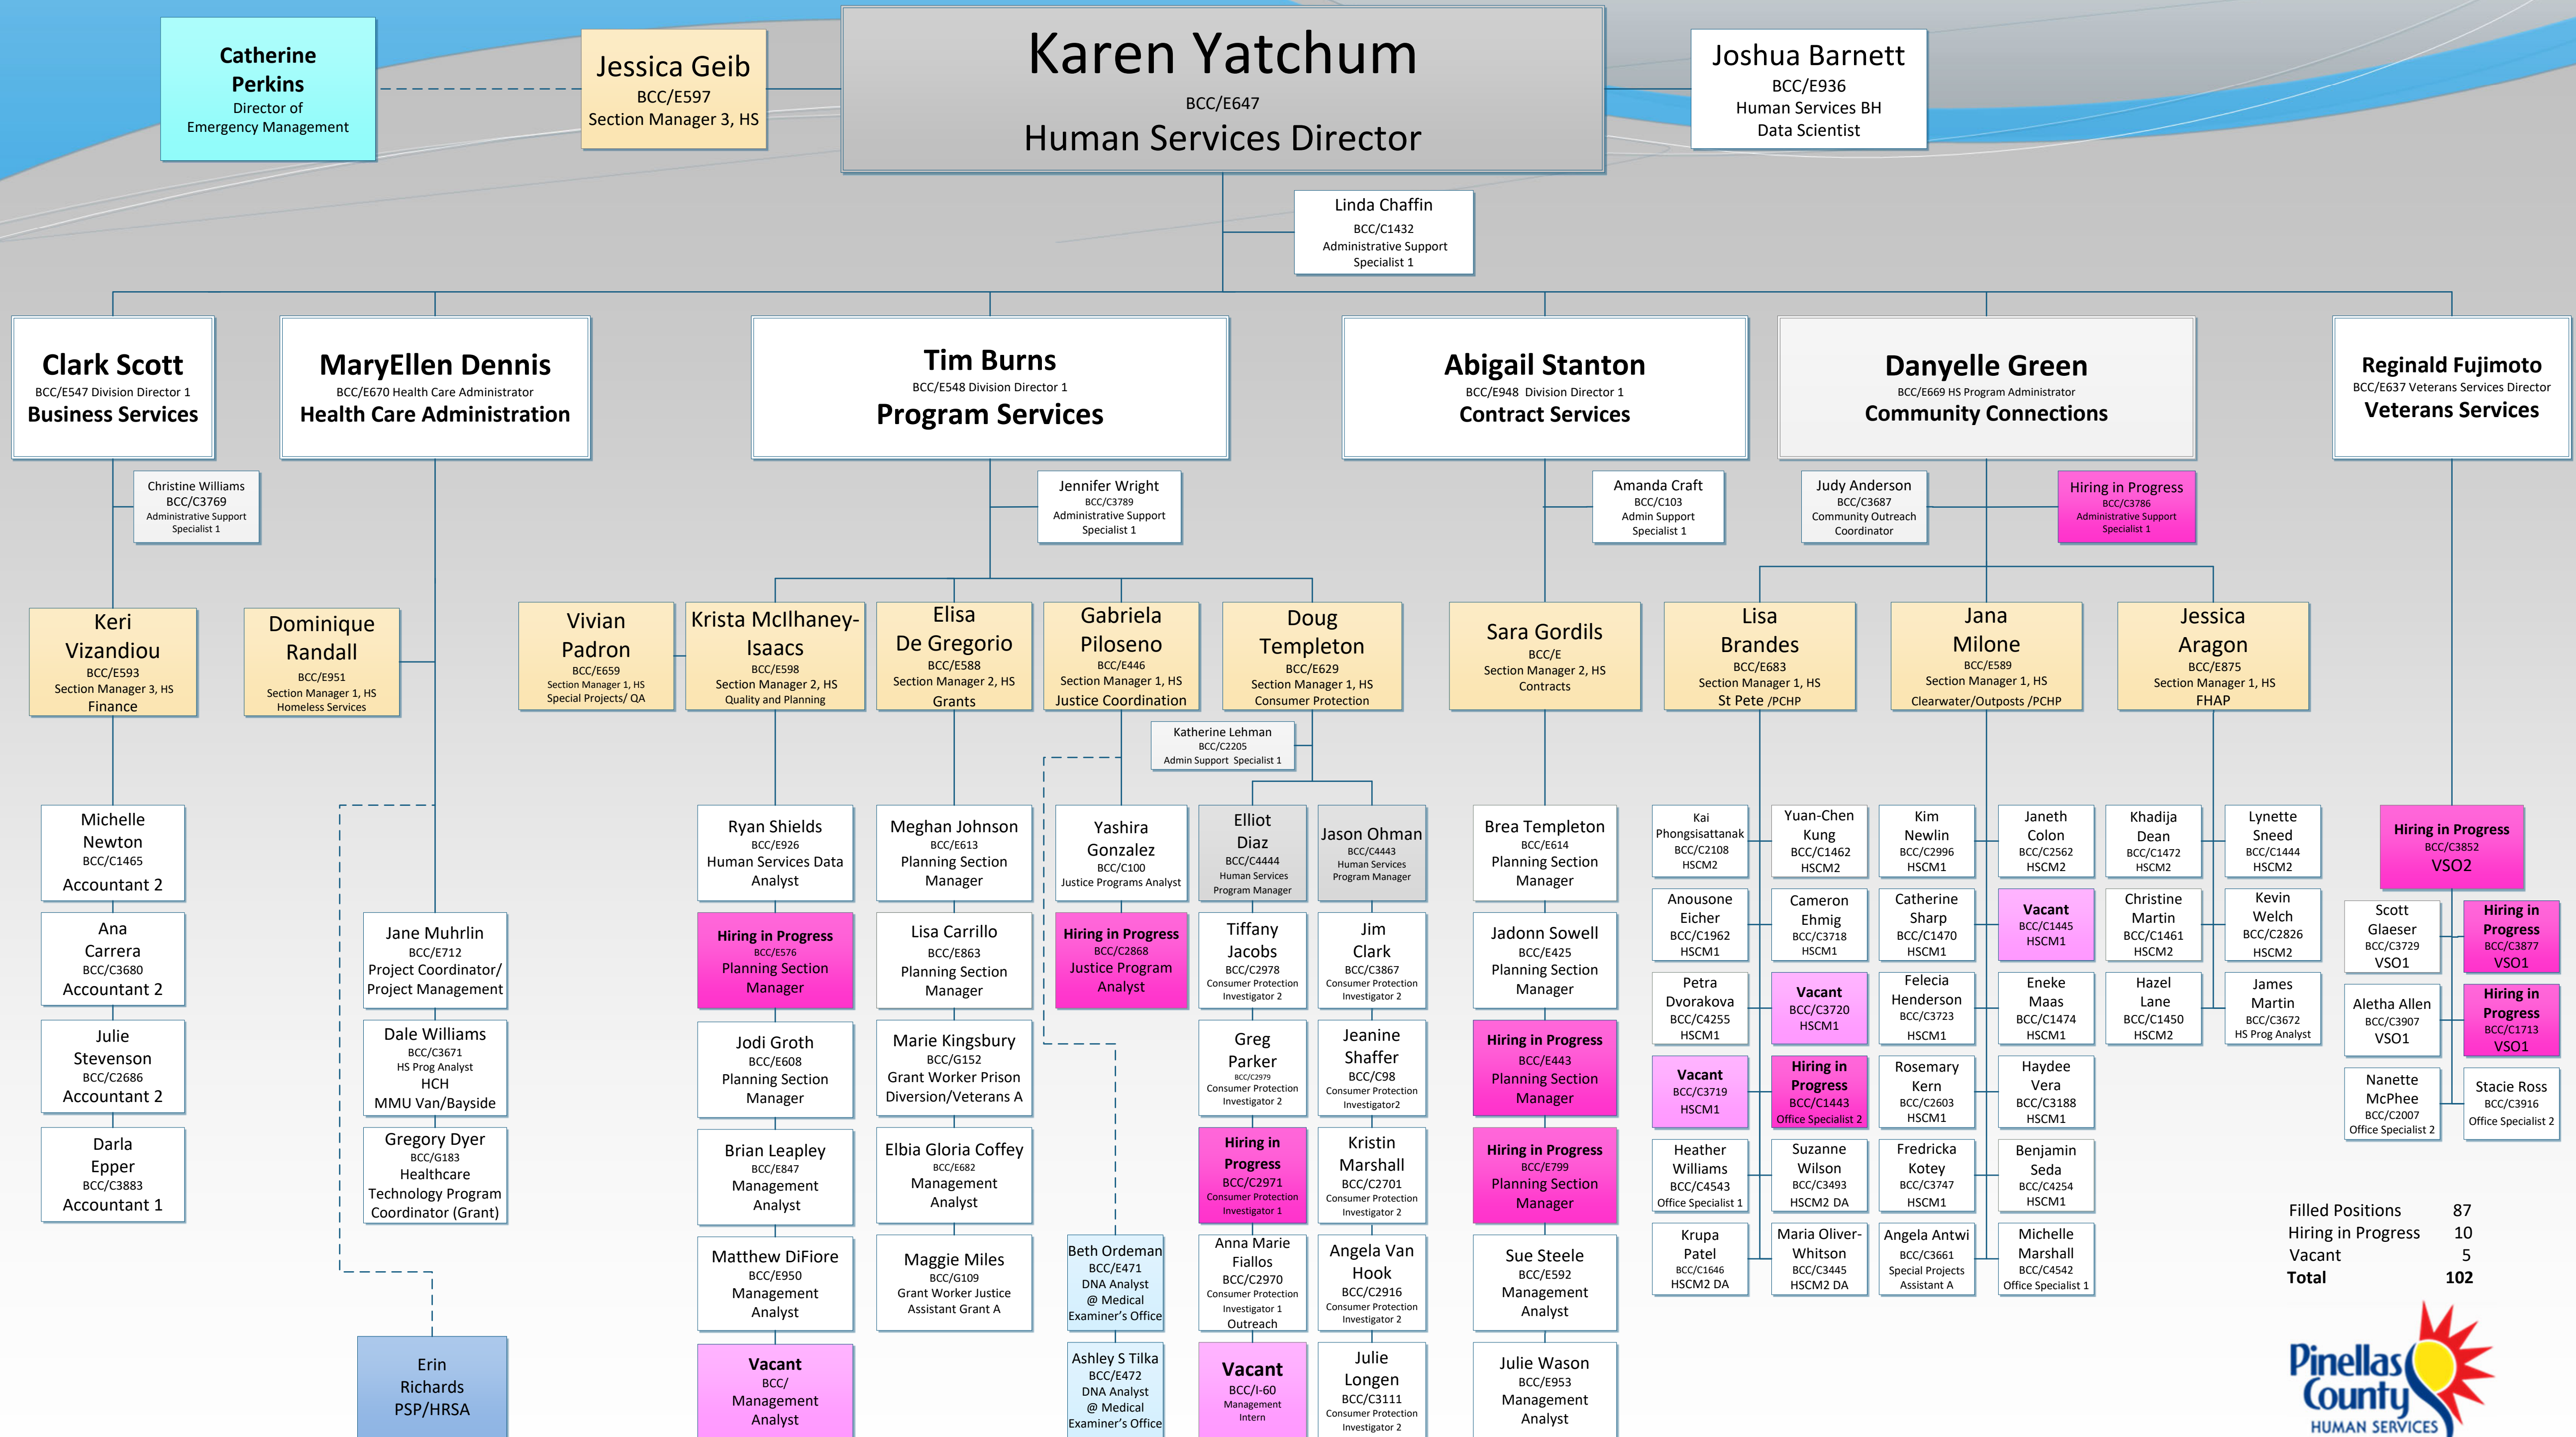 Catherine
Perkins
Director of
Emergency Management
Jessica Geib
BCC/E597
Section Manager 3, HS
Karen Yatchum
BCC/E647
Human Services Director
Joshua Barnett
BCC/E936
Human Services BH
Data Scientist
Linda Chaffin
BCC/C1432
Administrative Support
Specialist 1
Clark Scott
BCC/E547 Division Director 1
Business Services
MaryEllen Dennis
BCC/E670 Health Care Administrator
Health Care Administration
Tim Burns
BCC/E548 Division Director 1
Program Services
Abigail Stanton
BCC/E948 Division Director 1
Contract Services
Danyelle Green
BCC/E669 HS Program Administrator
Community Connections
Reginald Fujimoto
BCC/E637 Veterans Services Director
Veterans Services
Christine Williams
BCC/C3769
Administrative Support
Specialist 1
Jennifer Wright
BCC/C3789
Administrative Support
Specialist 1
Amanda Craft
BCC/C103
Admin Support
Specialist 1
Judy Anderson
BCC/C3687
Community Outreach
Coordinator
Hiring in Progress
BCC/C3786
Administrative Support
Specialist 1
Keri
Vizandiou
BCC/E593
Section Manager 3, HS
Finance
Dominique
Randall
BCC/E951
Section Manager 1, HS
Homeless Services
Vivian
Padron
BCC/E659
Section Manager 1, HS
Special Projects/ QA
Krista McIlhaney-
Isaacs
BCC/E598
Section Manager 2, HS
Quality and Planning
Elisa
De Gregorio
BCC/E588
Section Manager 2, HS
Grants
Gabriela
Piloseno
BCC/E446
Section Manager 1, HS
Justice Coordination
Doug
Templeton
BCC/E629
Section Manager 1, HS
Consumer Protection
Sara Gordils
BCC/E
Section Manager 2, HS
Contracts
Lisa
Brandes
BCC/E683
Section Manager 1, HS
St Pete /PCHP
Jana
Milone
BCC/E589
Section Manager 1, HS
Clearwater/Outposts /PCHP
Jessica
Aragon
BCC/E875
Section Manager 1, HS
FHAP
Katherine Lehman
BCC/C2205
Admin Support Specialist 1
Michelle
Newton
BCC/C1465
Accountant 2
Ana
Carrera
BCC/C3680
Accountant 2
Julie
Stevenson
BCC/C2686
Accountant 2
Darla
Epper
BCC/C3883
Accountant 1
Jane Muhrlin
BCC/E712
Project Coordinator/
Project Management
Dale Williams
BCC/C3671
HS Prog Analyst
HCH
MMU Van/Bayside
Gregory Dyer
BCC/G183
Healthcare
Technology Program
Coordinator (Grant)
Erin
Richards
PSP/HRSA
Ryan Shields
BCC/E926
Human Services Data
Analyst
Hiring in Progress
BCC/E576
Planning Section
Manager
Jodi Groth
BCC/E608
Planning Section
Manager
Brian Leapley
BCC/E847
Management
Analyst
Matthew DiFiore
BCC/E950
Management
Analyst
Vacant
BCC/
Management
Analyst
Meghan Johnson
BCC/E613
Planning Section
Manager
Lisa Carrillo
BCC/E863
Planning Section
Manager
Marie Kingsbury
BCC/G152
Grant Worker Prison
Diversion/Veterans A
Elbia Gloria Coffey
BCC/E682
Management
Analyst
Maggie Miles
BCC/G109
Grant Worker Justice
Assistant Grant A
Yashira
Gonzalez
BCC/C100
Justice Programs Analyst
Hiring in Progress
BCC/C2868
Justice Program
Analyst
Beth Ordeman
BCC/E471
DNA Analyst
@ Medical
Examiner's Office
Ashley S Tilka
BCC/E472
DNA Analyst
@ Medical
Examiner's Office
Elliot
Diaz
BCC/C4444
Human Services
Program Manager
Tiffany
Jacobs
BCC/C2978
Consumer Protection
Investigator 2
Greg
Parker
BCC/C2979
Consumer Protection
Investigator 2
Hiring in
Progress
BCC/C2971
Consumer Protection
Investigator 1
Anna Marie
Fiallos
BCC/C2970
Consumer Protection
Investigator 1
Outreach
Vacant
BCC/I-60
Management
Intern
Jason Ohman
BCC/C4443
Human Services
Program Manager
Jim
Clark
BCC/C3867
Consumer Protection
Investigator 2
Jeanine
Shaffer
BCC/C98
Consumer Protection
Investigator2
Kristin
Marshall
BCC/C2701
Consumer Protection
Investigator 2
Angela Van
Hook
BCC/C2916
Consumer Protection
Investigator 2
Julie
Longen
BCC/C3111
Consumer Protection
Investigator 2
Brea Templeton
BCC/E614
Planning Section
Manager
Jadonn Sowell
BCC/E425
Planning Section
Manager
Hiring in Progress
BCC/E443
Planning Section
Manager
Hiring in Progress
BCC/E799
Planning Section
Manager
Sue Steele
BCC/E592
Management
Analyst
Julie Wason
BCC/E953
Management
Analyst
Kai
Phongsisattanak
BCC/C2108
HSCM2
Anousone
Eicher
BCC/C1962
HSCM1
Petra
Dvorakova
BCC/C4255
HSCM1
Vacant
BCC/C3719
HSCM1
Heather
Williams
BCC/C4543
Office Specialist 1
Krupa
Patel
BCC/C1646
HSCM2 DA
Yuan-Chen
Kung
BCC/C1462
HSCM2
Cameron
Ehmig
BCC/C3718
HSCM1
Vacant
BCC/C3720
HSCM1
Hiring in
Progress
BCC/C1443
Office Specialist 2
Suzanne
Wilson
BCC/C3493
HSCM2 DA
Maria Oliver-
Whitson
BCC/C3445
HSCM2 DA
Kim
Newlin
BCC/C2996
HSCM1
Catherine
Sharp
BCC/C1470
HSCM1
Felecia
Henderson
BCC/C3723
HSCM1
Rosemary
Kern
BCC/C2603
HSCM1
Fredricka
Kotey
BCC/C3747
HSCM1
Angela Antwi
BCC/C3661
Special Projects
Assistant A
Janeth
Colon
BCC/C2562
HSCM2
Vacant
BCC/C1445
HSCM1
Eneke
Maas
BCC/C1474
HSCM1
Haydee
Vera
BCC/C3188
HSCM1
Benjamin
Seda
BCC/C4254
HSCM1
Michelle
Marshall
BCC/C4542
Office Specialist 1
Khadija
Dean
BCC/C1472
HSCM2
Christine
Martin
BCC/C1461
HSCM2
Hazel
Lane
BCC/C1450
HSCM2
Lynette
Sneed
BCC/C1444
HSCM2
Kevin
Welch
BCC/C2826
HSCM2
James
Martin
BCC/C3672
HS Prog Analyst
Hiring in Progress
BCC/C3852
VSO2
Scott
Glaeser
BCC/C3729
VSO1
Hiring in
Progress
BCC/C3877
VSO1
Aletha Allen
BCC/C3907
VSO1
Hiring in
Progress
BCC/C1713
VSO1
Nanette
McPhee
BCC/C2007
Office Specialist 2
Stacie Ross
BCC/C3916
Office Specialist 2
Filled Positions 87
Hiring in Progress 10
Vacant 5
Total 102
Pinellas
County
HUMAN SERVICES